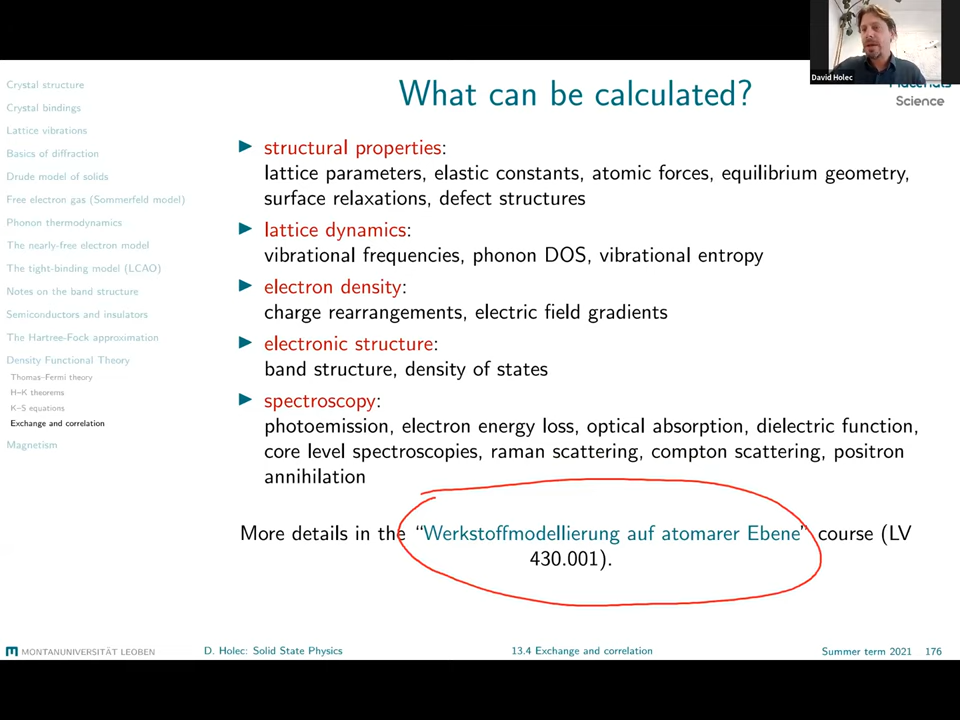 David Holec
Materials
Science
What can be calculated?
Crystal structure
Crystal bindings
Lattice vibrations
Basics of diffraction
Drude model of solids
Free electron gas (Sommerfeld model)
Phonon thermodynamics
The nearly-free electron model
The tight-binding model (LCAO)
Notes on the band structure
Semiconductors and insulators
The Hartree-Fock approximation
Density Functional Theory
Thomas–Fermi theory
H–K theorems
K–S equations
Exchange and correlation
Magnetism
structural properties:
lattice parameters, elastic constants, atomic forces, equilibrium geometry,
surface relaxations, defect structures
lattice dynamics:
vibrational frequencies, phonon DOS, vibrational entropy
electron density:
charge rearrangements, electric field gradients
electronic structure:
band structure, density of states
spectroscopy:
photoemission, electron energy loss, optical absorption, dielectric function,
core level spectroscopies, raman scattering, compton scattering, positron
annihilation
More details in the “Werkstoffmodellierung auf atomarer Ebene” course (LV
430.001).
MONTANUNIVERSITÄT LEOBEN D. Holec: Solid State Physics 13.4 Exchange and correlation Summer term 2021 176